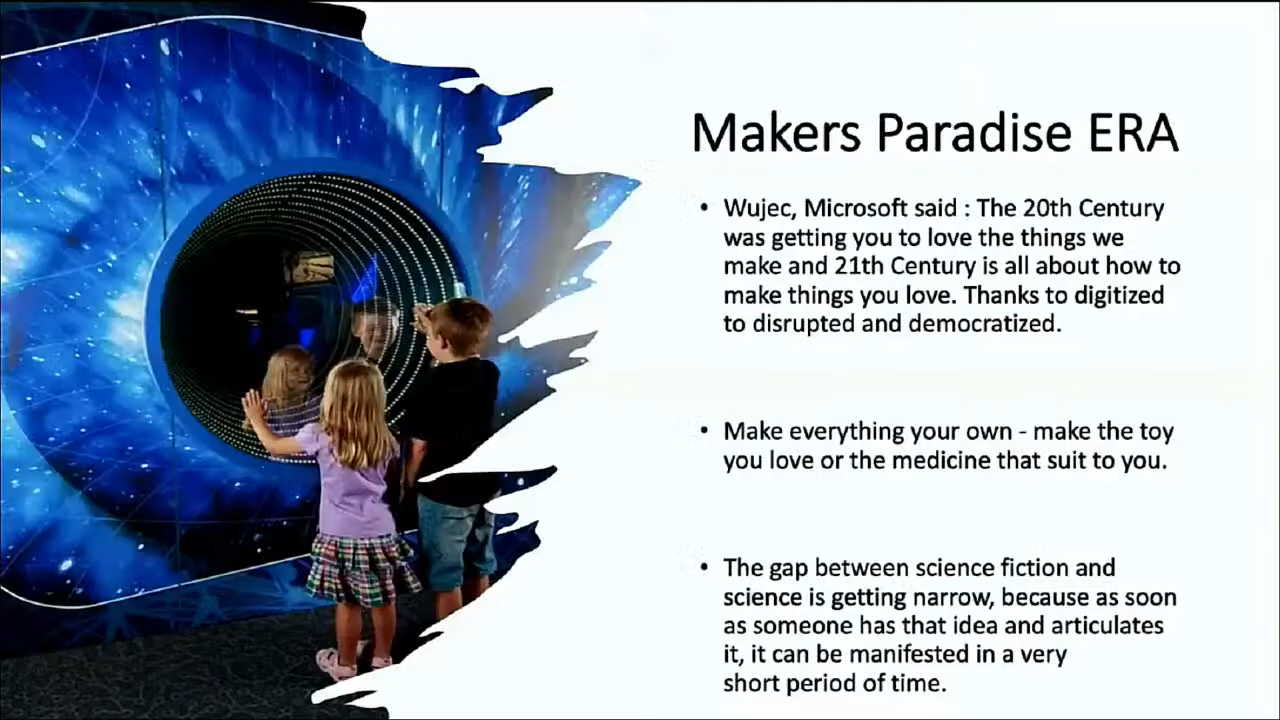 Makers Paradise ERA
• Wujec, Microsoft said : The 20th Century
was getting you to love the things we
make and 21th Century is all about how to
make things you love. Thanks to digitized
to disrupted and democratized.
• Make everything your own - make the toy
you love or the medicine that suit to you.
• The gap between science fiction and
science is getting narrow, because as soon
as someone has that idea and articulates
it, it can be manifested in a very
short period of time.